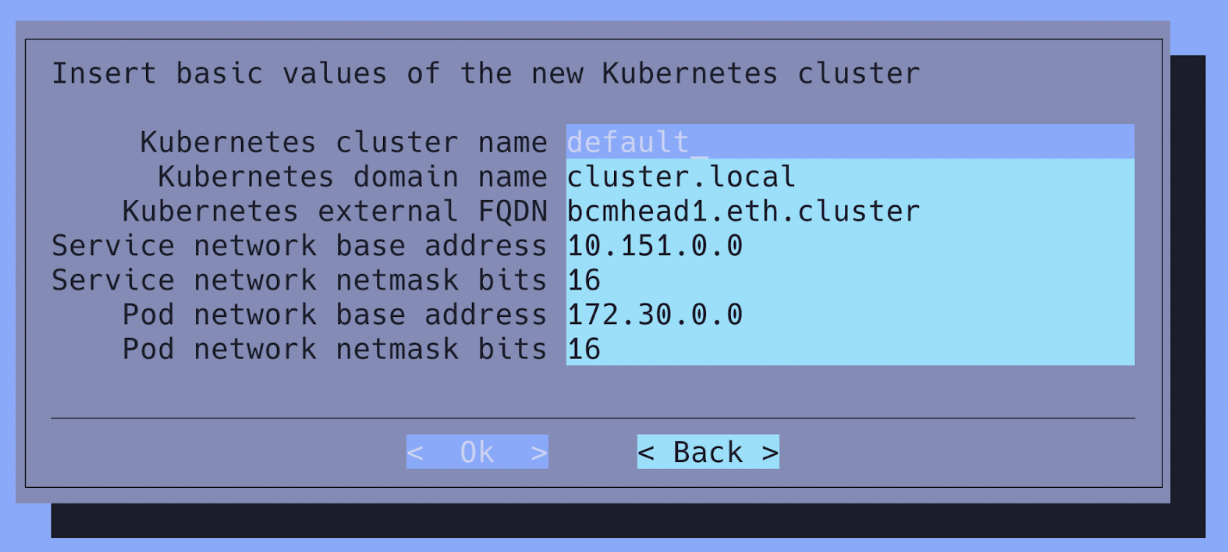 Insert basic values of the new Kubernetes cluster
Kubernetes cluster name default_
Kubernetes domain name cluster.local
Kubernetes external FQDN bcmhead1.eth.cluster
Service network base address 10.151.0.0
Service network netmask bits 16
Pod network base address 172.30.0.0
Pod network netmask bits 16
< Ok > < Back >